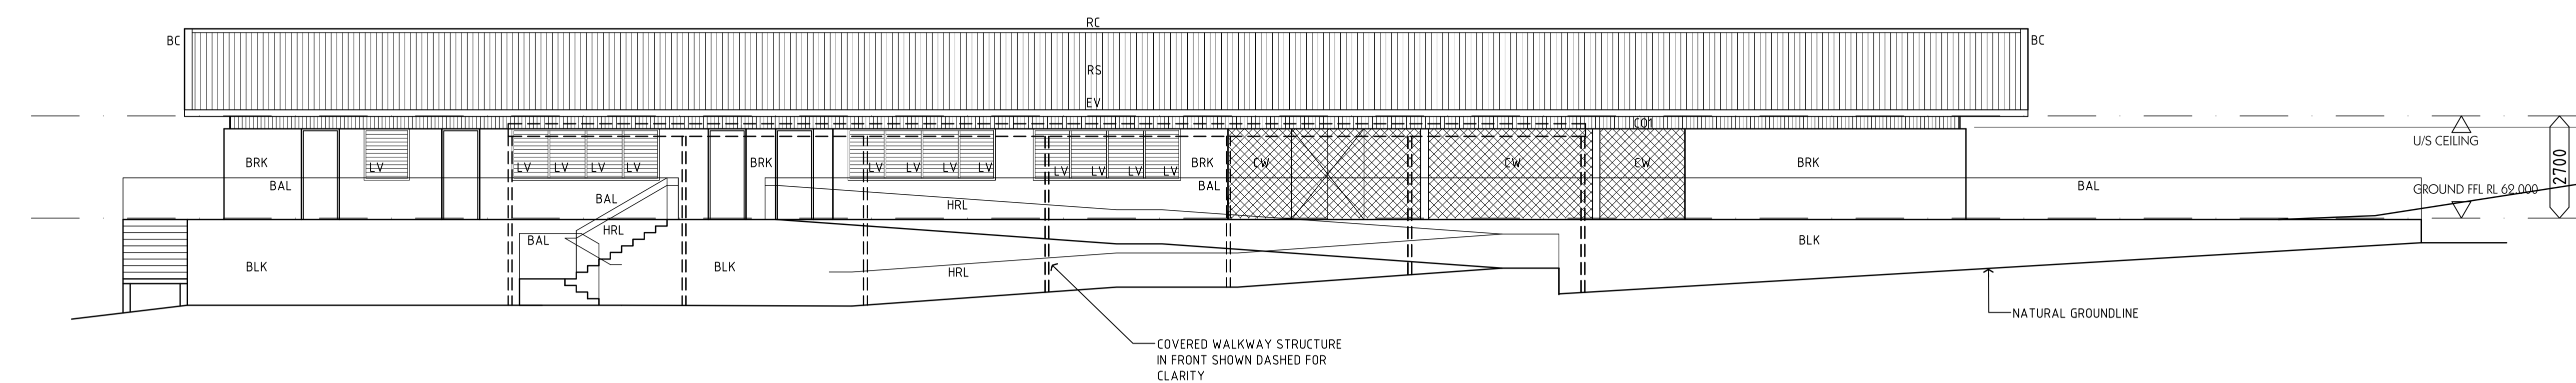 RC
BC
BC
RS
EV
CO1
U/S CEILING
BRK
LV
LV
LV
LV
LV
BRK
LV
LV
LV
LV
LV
LV
LV
LV
BRK
CW
CW
CW
BRK
2700
BAL
BAL
BAL
BAL
GROUND FFL RL 69.000
HRL
HRL
BAL
BLK
BLK
BLK
HRL
NATURAL GROUNDLINE
COVERED WALKWAY STRUCTURE
IN FRONT SHOWN DASHED FOR
CLARITY